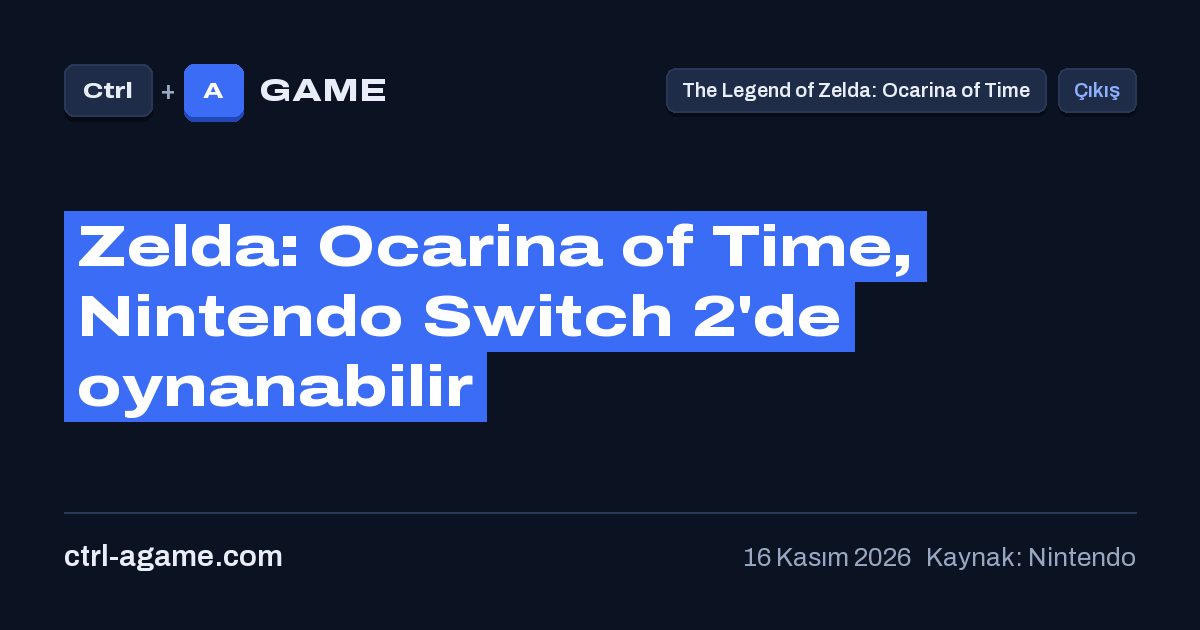 Ctrl + A GAME
The Legend of Zelda: Ocarina of Time
Çıkış
Zelda: Ocarina of Time,
Nintendo Switch 2'de
oynanabilir
ctrl-agame.com
16 Kasım 2026 Kaynak: Nintendo